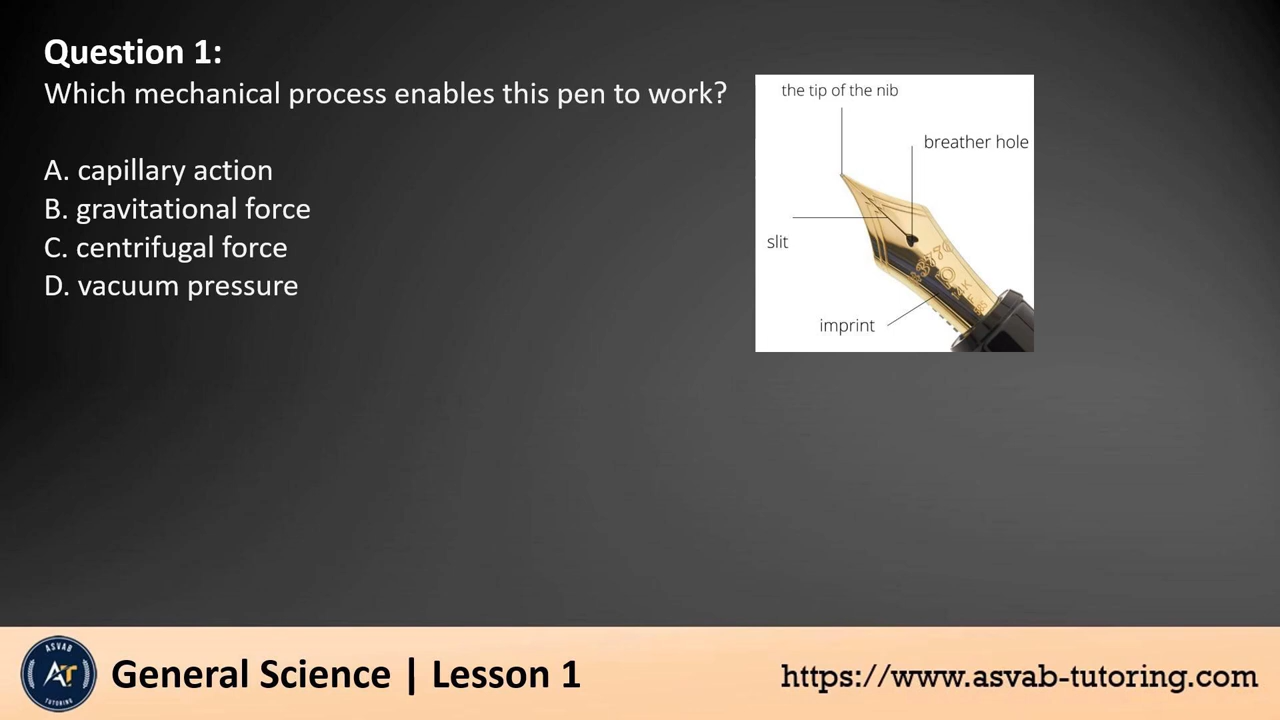 Question 1:
Which mechanical process enables this pen to work?
A. capillary action
B. gravitational force
C. centrifugal force
D. vacuum pressure
the tip of the nib
breather hole
slit
imprint
ASVAB
AT
TUTORING
General Science | Lesson 1
https://www.asvab-tutoring.com